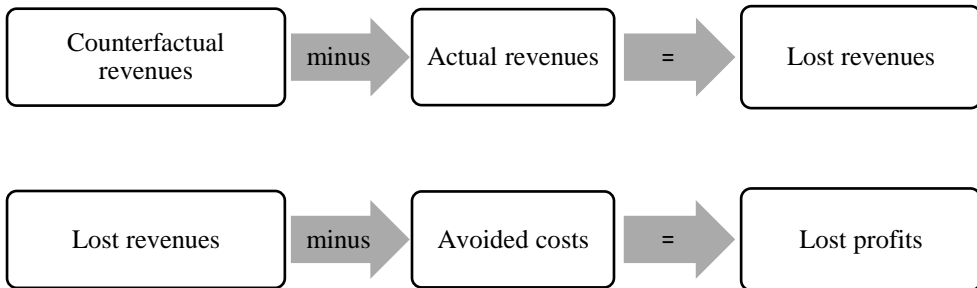 Counterfactual
revenues
minus
Actual revenues
=
Lost revenues
Lost revenues
minus
Avoided costs
=
Lost profits